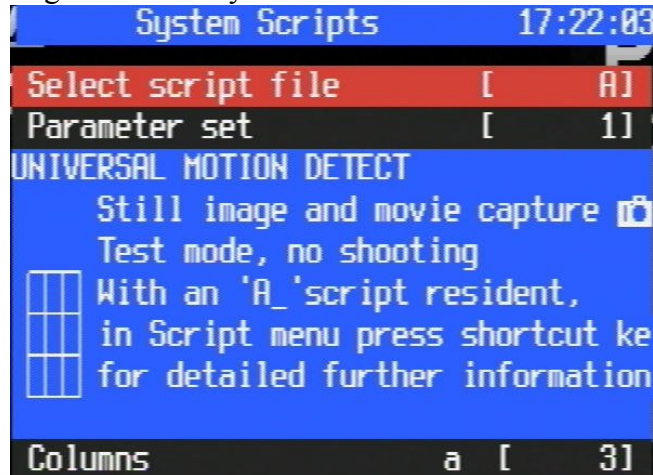 System Scripts 17:22:03
Select script file [ A]
Parameter set [ 1]
UNIVERSAL MOTION DETECT
Still image and movie capture
Test mode, no shooting
With an 'A_'script resident,
in Script menu press shortcut ke
for detailed further information
Columns a [ 3]